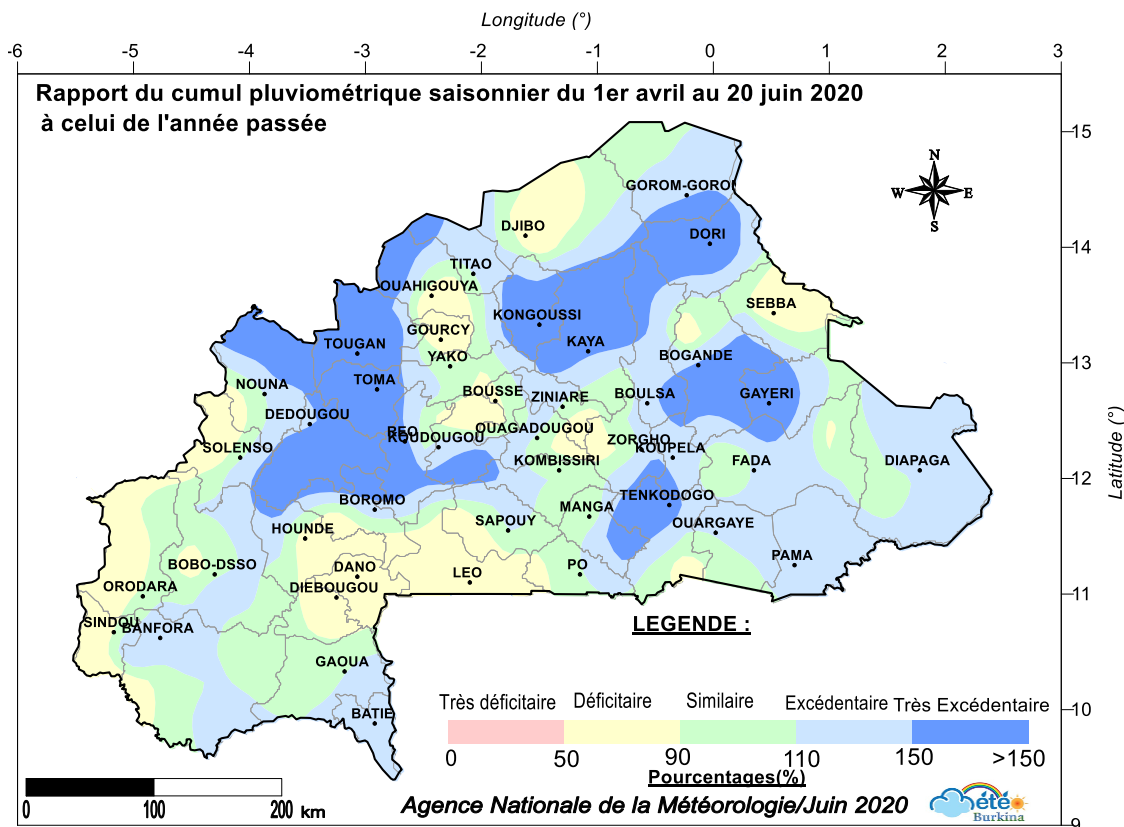 Longitude (°)
-6 -5 -4 -3 -2 -1 0 1 2 3
Rapport du cumul pluviométrique saisonnier du 1er avril au 20 juin 2020
à celui de l'année passée
15
N
W E
S
GOROM-GOROM
DJIBO
DORI
14
TITAO
OUAHIGOUYA
SEBBA
KONGOUSSI
GOURCY
TOUGAN
KAYA
YAKO
BOGANDE
13
TOMA
NOUNA
BOUSSE
ZINIARE
BOULSA
GAYERI
DEDOUGOU
Latitude (°)
REO
KOUDOUGOU
OUAGADOUGOU
ZORGHO
SOLENSO
KOUPELA
KOMBISSIRI
FADA
DIAPAGA
12
BOROMO
TENKODOGO
MANGA
HOUNDE
SAPOUY
OUARGAYE
BOBO-DSSO
DANO
LEO
PO
PAMA
ORODARA
DIEBOUGOU
11
SINDOU
BANFORA
LEGENDE :
GAOUA
Très déficitaire Déficitaire Similaire Excédentaire Très Excédentaire
BATIE
10
0 50 90 110 150 >150
Pourcentages(%)
0 100 200 km
Agence Nationale de la Météorologie/Juin 2020
Météo
Burkina
9